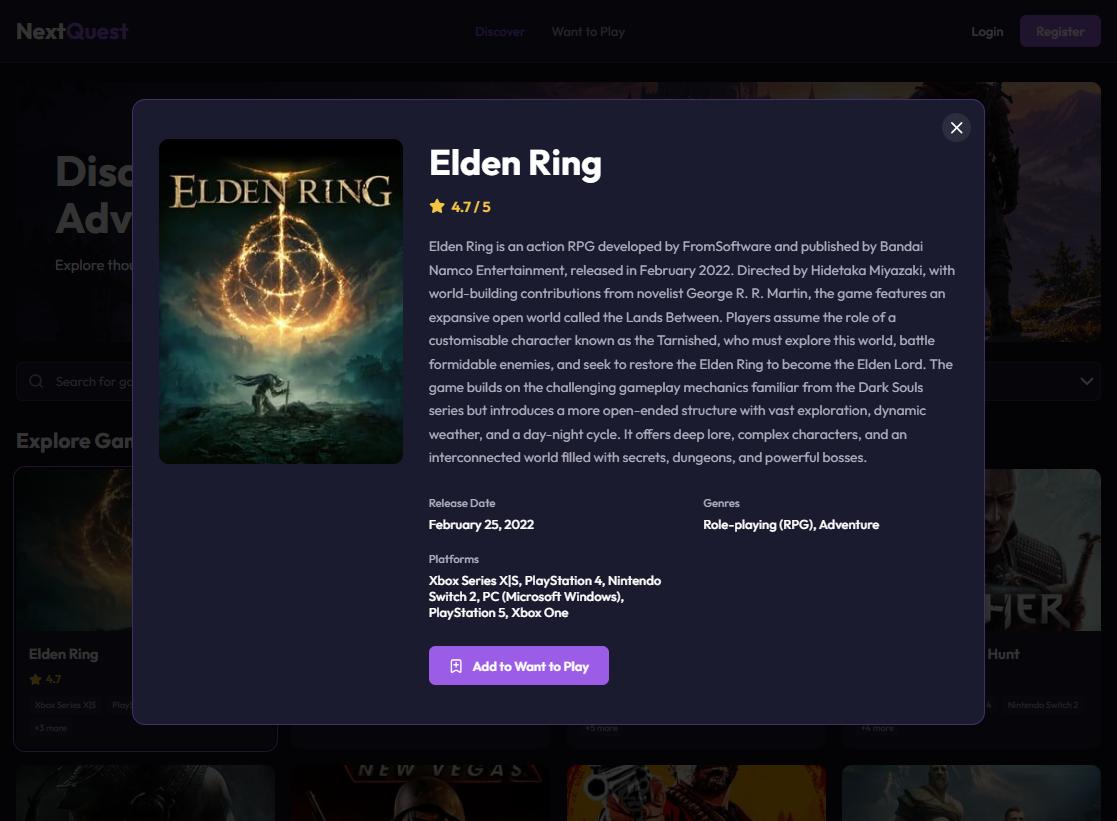 NextQuest
Discover
Want to Play
Login
Register
Disc
Adv
Explore thou
Search for ga
Explore Gam
ELDEN RING
Elden Ring
4.7 / 5
Elden Ring is an action RPG developed by FromSoftware and published by Bandai
Namco Entertainment, released in February 2022. Directed by Hidetaka Miyazaki, with
world-building contributions from novelist George R. R. Martin, the game features an
expansive open world called the Lands Between. Players assume the role of a
customisable character known as the Tarnished, who must explore this world, battle
formidable enemies, and seek to restore the Elden Ring to become the Elden Lord. The
game builds on the challenging gameplay mechanics familiar from the Dark Souls
series but introduces a more open-ended structure with vast exploration, dynamic
weather, and a day-night cycle. It offers deep lore, complex characters, and an
interconnected world filled with secrets, dungeons, and powerful bosses.
Release Date
February 25, 2022
Genres
Role-playing (RPG), Adventure
Platforms
Xbox Series X|S, PlayStation 4, Nintendo
Switch 2, PC (Microsoft Windows),
PlayStation 5, Xbox One
Add to Want to Play
Elden Ring
4.7
Xbox Series X|S
PlayS
+3 more
+5 more
HER
Hunt
4
Nintendo Switch 2
+4 more
NEW VEGAS